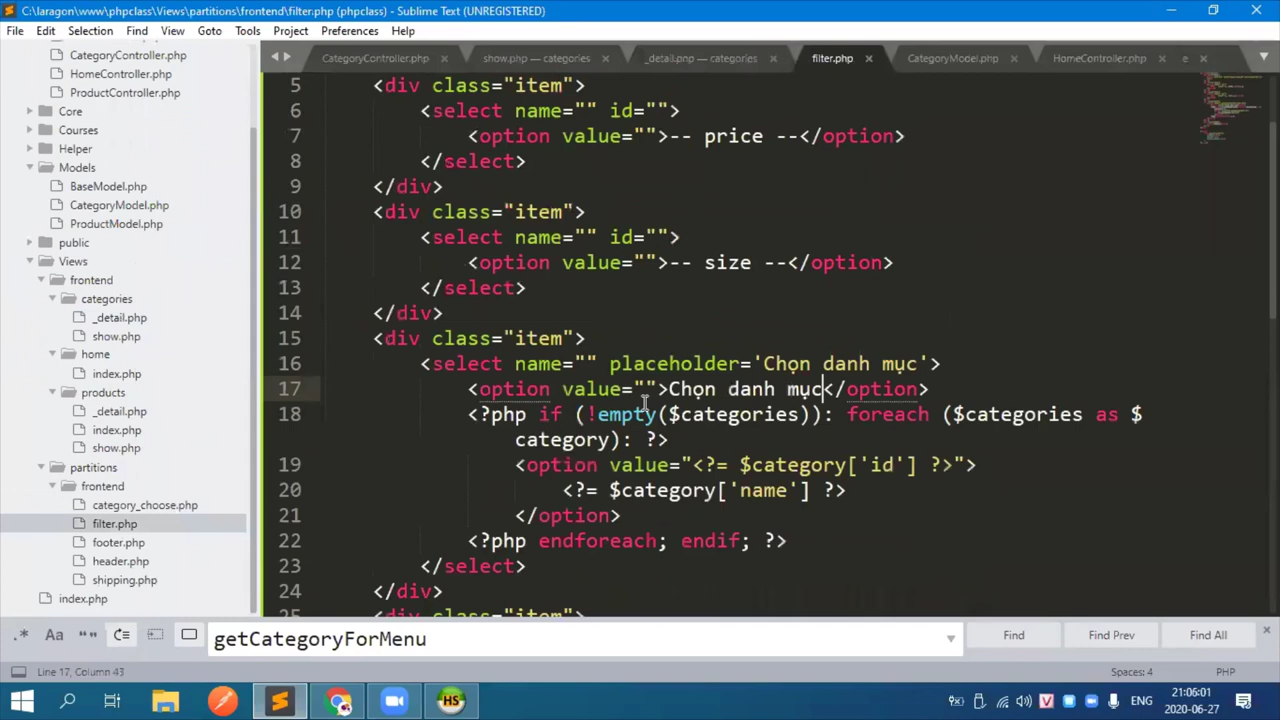 C:\laragon\www\phpclass\Views\partitions\frontend\filter.php (phpclass) - Sublime Text (UNREGISTERED)
File Edit Selection Find View Goto Tools Project Preferences Help
CategoryController.php
HomeController.php
ProductController.php
Core
Courses
Helper
Models
BaseModel.php
CategoryModel.php
ProductModel.php
public
Views
frontend
categories
_detail.php
show.php
home
index.php
products
_detail.php
index.php
show.php
partitions
frontend
category_choose.php
filter.php
footer.php
header.php
shipping.php
index.php
CategoryController.php × show.php — categories × _detail.php — categories × filter.php × CategoryModel.php × HomeController.php × e ×
5 <div class="item">
6 <select name="" id="">
7 <option value="">-- price --</option>
8 </select>
9 </div>
10 <div class="item">
11 <select name="" id="">
12 <option value="">-- size --</option>
13 </select>
14 </div>
15 <div class="item">
16 <select name="" placeholder='Chọn danh mục'>
17 <option value="">Chọn danh mục</option>
18 <?php if (!empty($categories)): foreach ($categories as $
category): ?>
19 <option value="<?= $category['id'] ?>">
20 <?= $category['name'] ?>
21 </option>
22 <?php endforeach; endif; ?>
23 </select>
24 </div>
25 <div class="item">
.* Aa “” getCategoryForMenu Find Find Prev Find All
Line 17, Column 43 Spaces: 4 PHP
HS V ENG 21:06:01
2020-06-27